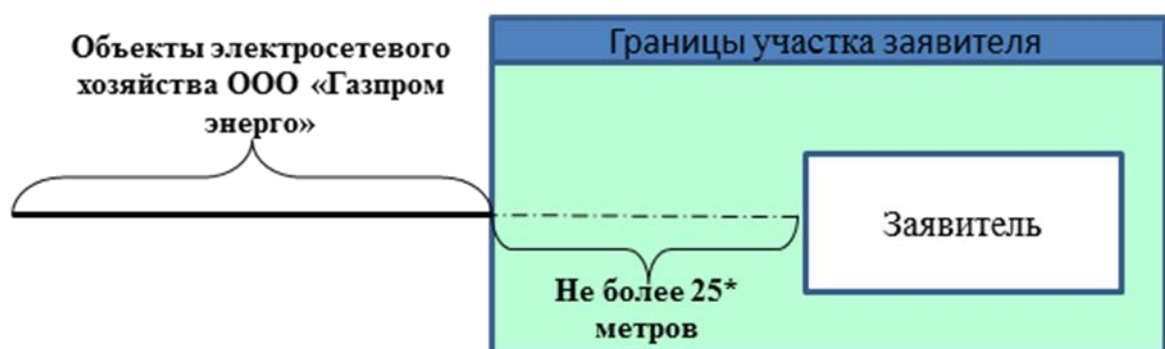 Объекты электросетевого
хозяйства ООО «Газпром
энерго»
Границы участка заявителя
Заявитель
Не более 25*
метров